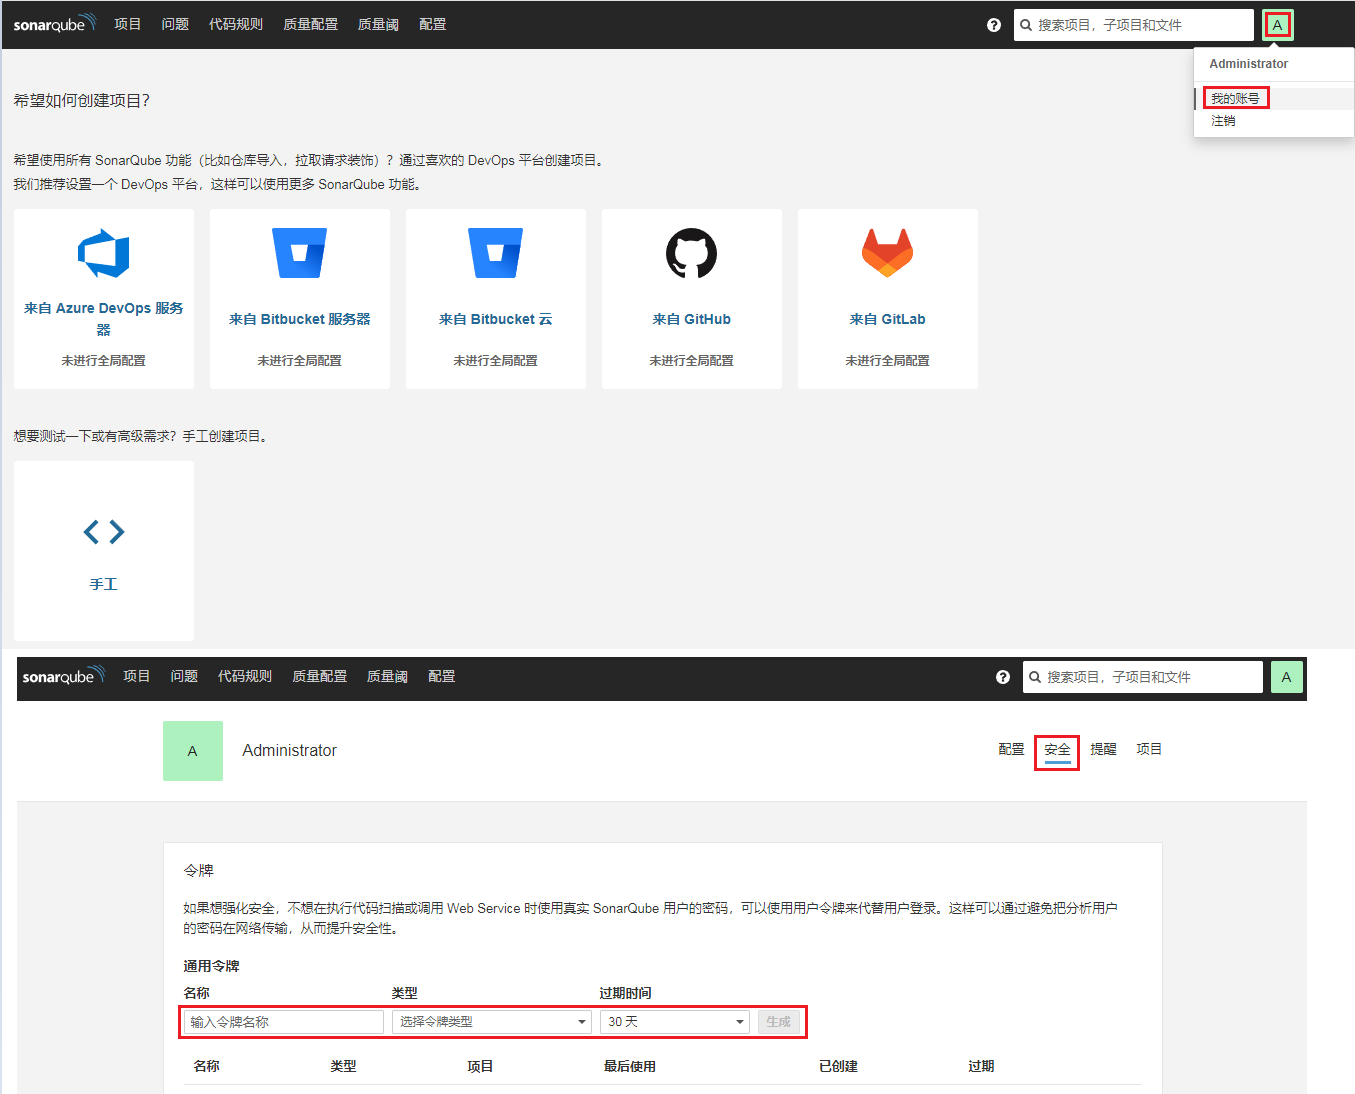 sonarqube 项目 问题 代码规则 质量配置 质量阈 配置 ? 搜索项目，子项目和文件 A
Administrator
我的账号
注销
希望如何创建项目？
希望使用所有 SonarQube 功能（比如仓库导入，拉取请求装饰）？通过喜欢的 DevOps 平台创建项目。
我们推荐设置一个 DevOps 平台，这样可以使用更多 SonarQube 功能。
来自 Azure DevOps 服务
器
未进行全局配置
来自 Bitbucket 服务器
未进行全局配置
来自 Bitbucket 云
未进行全局配置
来自 GitHub
未进行全局配置
来自 GitLab
未进行全局配置
想要测试一下或有高级需求？手工创建项目。
手工
sonarqube 项目 问题 代码规则 质量配置 质量阈 配置 ? 搜索项目，子项目和文件 A
A Administrator 配置 安全 提醒 项目
令牌
如果想强化安全，不想在执行代码扫描或调用 Web Service 时使用真实 SonarQube 用户的密码，可以使用用户令牌来代替用户登录。这样可以通过避免把分析用户
的密码在网络传输，从而提升安全性。
通用令牌
名称 类型 过期时间
输入令牌名称 选择令牌类型 30 天 生成
名称 类型 项目 最后使用 已创建 过期